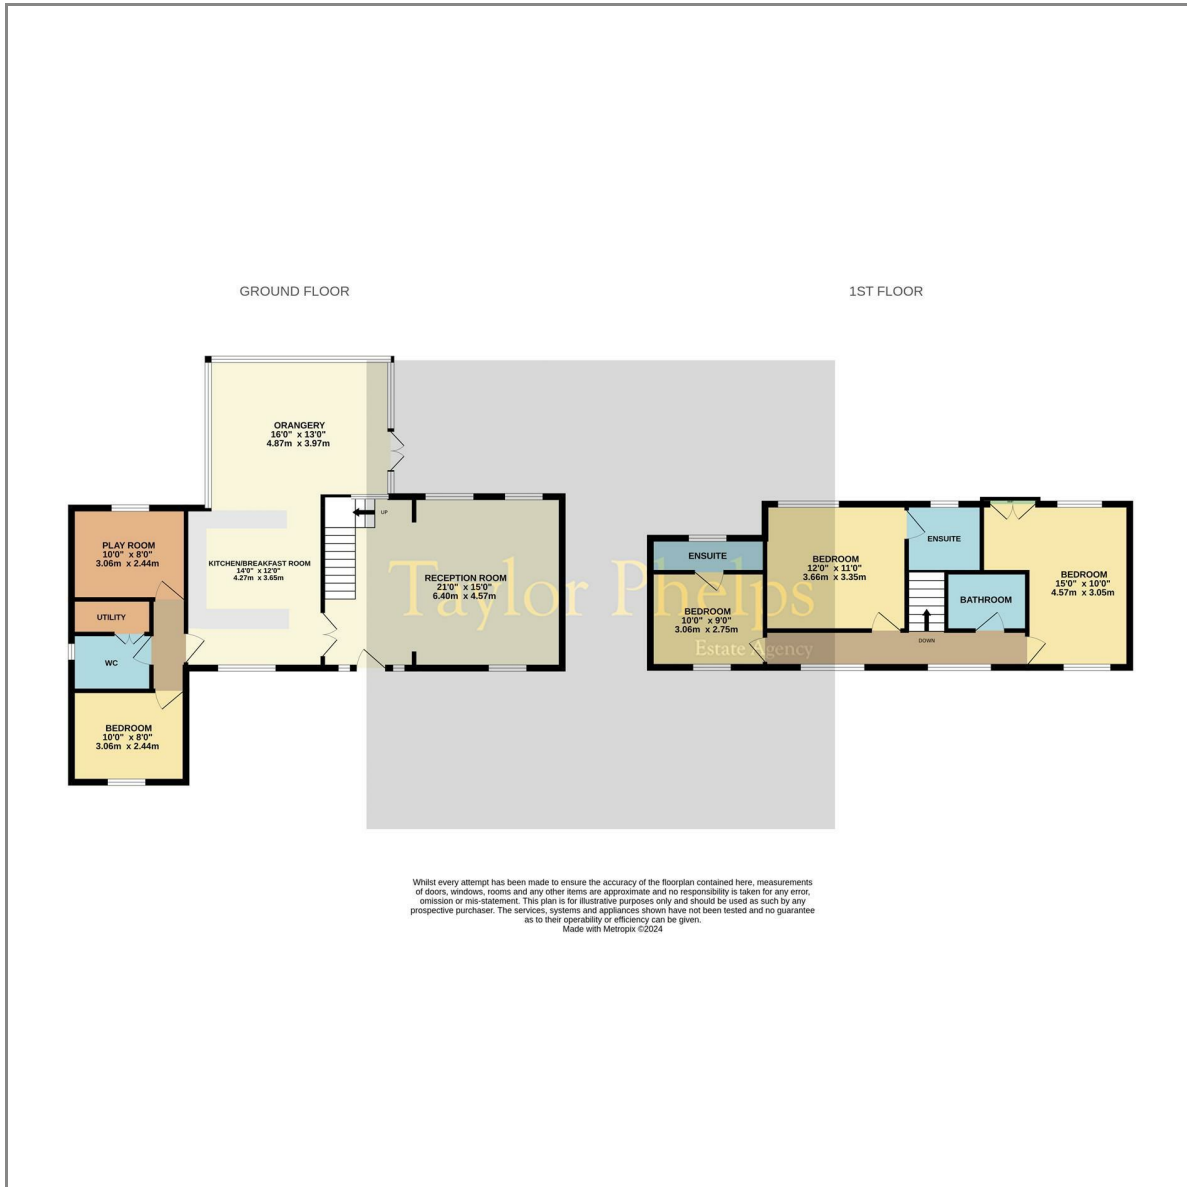 GROUND FLOOR
1ST FLOOR
ORANGERY
16'0" x 13'0"
4.87m x 3.97m
UP
PLAY ROOM
10'0" x 8'0"
3.06m x 2.44m
KITCHEN/BREAKFAST ROOM
14'0" x 12'0"
4.27m x 3.65m
RECEPTION ROOM
21'0" x 15'0"
6.40m x 4.57m
UTILITY
WC
BEDROOM
10'0" x 8'0"
3.06m x 2.44m
ENSUITE
BEDROOM
10'0" x 9'0"
3.06m x 2.75m
BEDROOM
12'0" x 11'0"
3.66m x 3.35m
ENSUITE
BATHROOM
BEDROOM
15'0" x 10'0"
4.57m x 3.05m
DOWN
Taylor Phelps
Estate Agency
Whilst every attempt has been made to ensure the accuracy of the floorplan contained here, measurements
of doors, windows, rooms and any other items are approximate and no responsibility is taken for any error,
omission or mis-statement. This plan is for illustrative purposes only and should be used as such by any
prospective purchaser. The services, systems and appliances shown have not been tested and no guarantee
as to their operability or efficiency can be given.
Made with Metropix ©2024